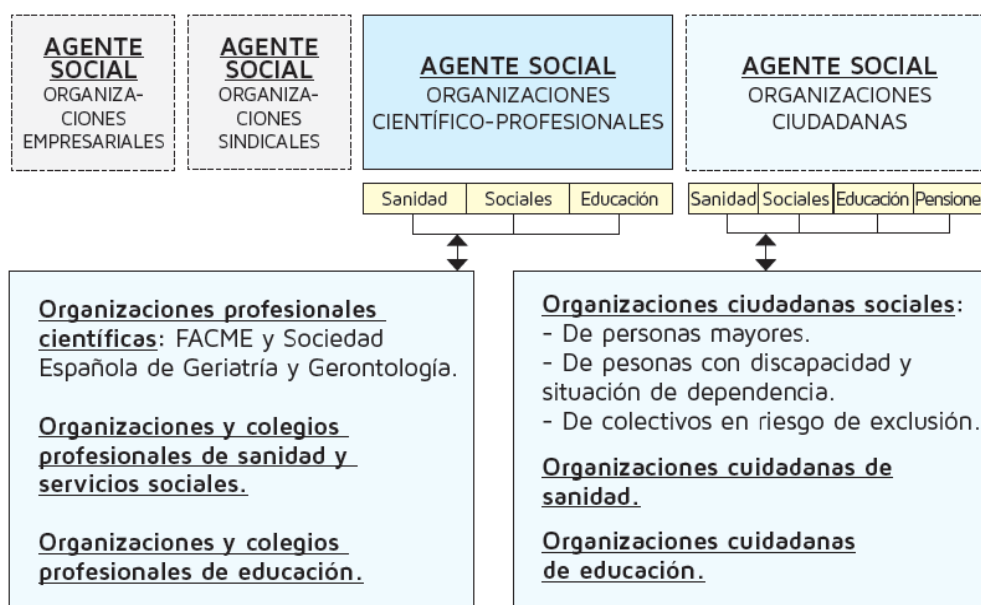 AGENTE
SOCIAL
ORGANIZA-
CIONES
EMPRESARIALES
AGENTE
SOCIAL
ORGANIZA-
CIONES
SINDICALES
AGENTE SOCIAL
ORGANIZACIONES
CIENTÍFICO-PROFESIONALES
AGENTE SOCIAL
ORGANIZACIONES
CIUDADANAS
Sanidad Sociales Educación
Sanidad Sociales Educación Pensione
Organizaciones profesionales
científicas: FACME y Sociedad
Española de Geriatría y Gerontología.
Organizaciones y colegios
profesionales de sanidad y
servicios sociales.
Organizaciones y colegios
profesionales de educación.
Organizaciones ciudadanas sociales:
- De personas mayores.
- De pesonas con discapacidad y
situación de dependencia.
- De colectivos en riesgo de exclusión.
Organizaciones cuidadanas de
sanidad.
Organizaciones cuidadanas
de educación.